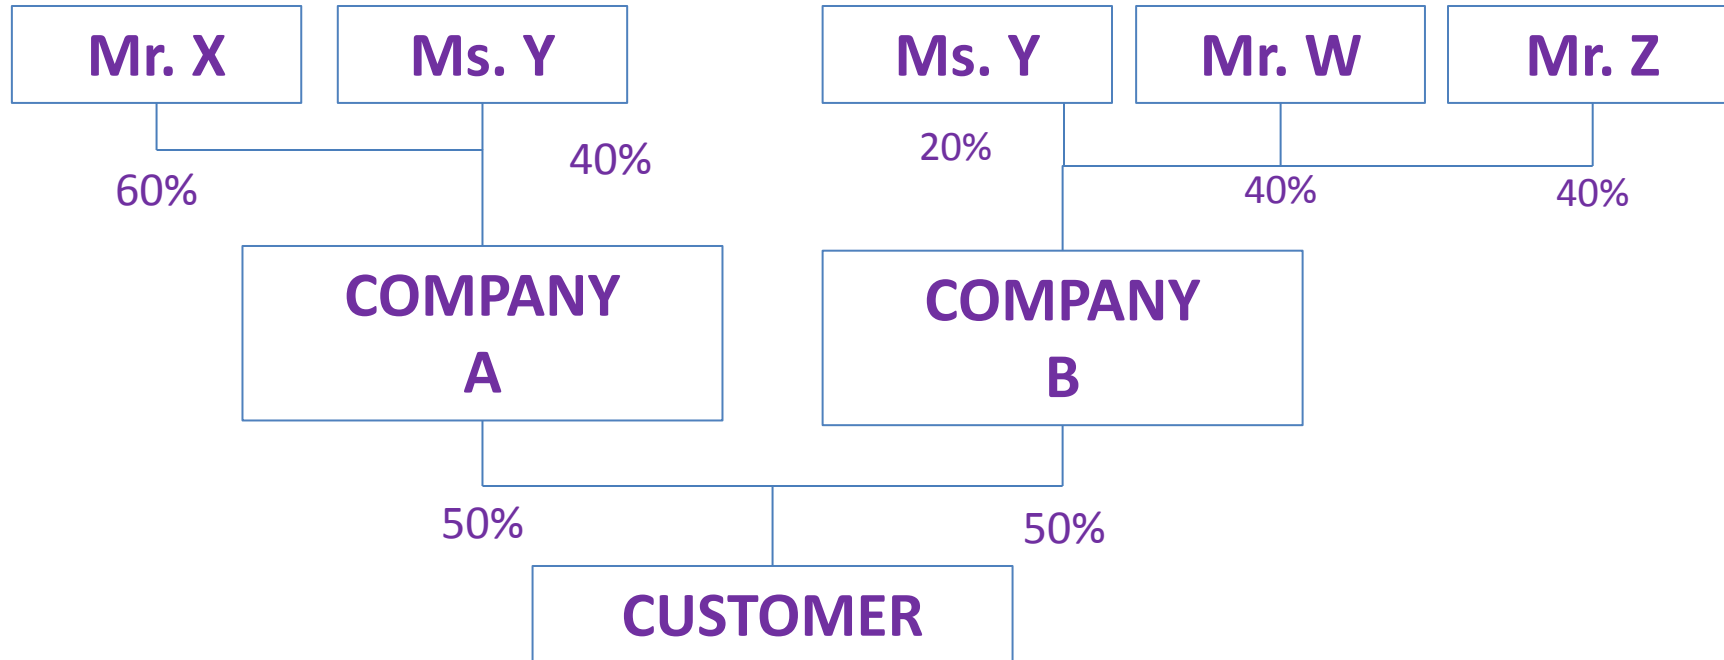 Mr. X
Ms. Y
Ms. Y
Mr. W
Mr. Z
60%
40%
20%
40%
40%
COMPANY
A
COMPANY
B
50%
50%
CUSTOMER